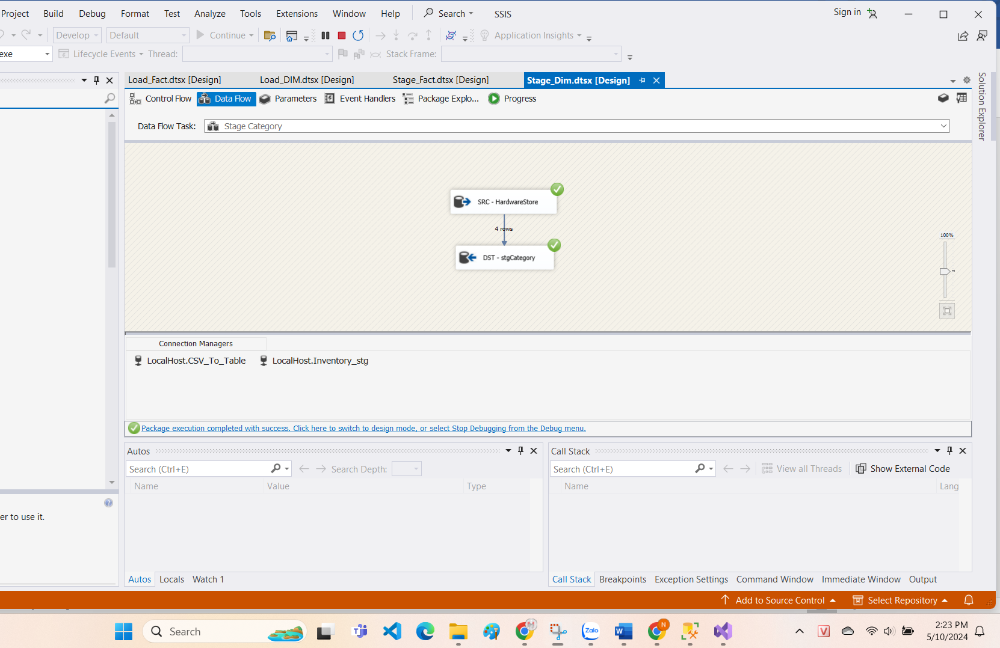 Project Build Debug Format Test Analyze Tools Extensions Window Help Search SSIS Sign in
Develop Default Continue Application Insights
exe Lifecycle Events Thread: Stack Frame:
Load_Fact.dtsx [Design] Load_DIM.dtsx [Design] Stage_Fact.dtsx [Design] Stage_Dim.dtsx [Design]
Control Flow Data Flow Parameters Event Handlers Package Explo... Progress
Solution Explorer
Data Flow Task: Stage Category
SRC - HardwareStore
4 rows
DST - stgCategory
100%
Connection Managers
LocalHost.CSV_To_Table LocalHost.Inventory_stg
Package execution completed with success. Click here to switch to design mode, or select Stop Debugging from the Debug menu.
Autos Call Stack
Search (Ctrl+E) Search Depth: Search (Ctrl+E) View all Threads Show External Code
Name Value Type Name Lang
er to use it.
Autos Locals Watch 1 Call Stack Breakpoints Exception Settings Command Window Immediate Window Output
Add to Source Control Select Repository
Search Zalo N V 2:23 PM
5/10/2024